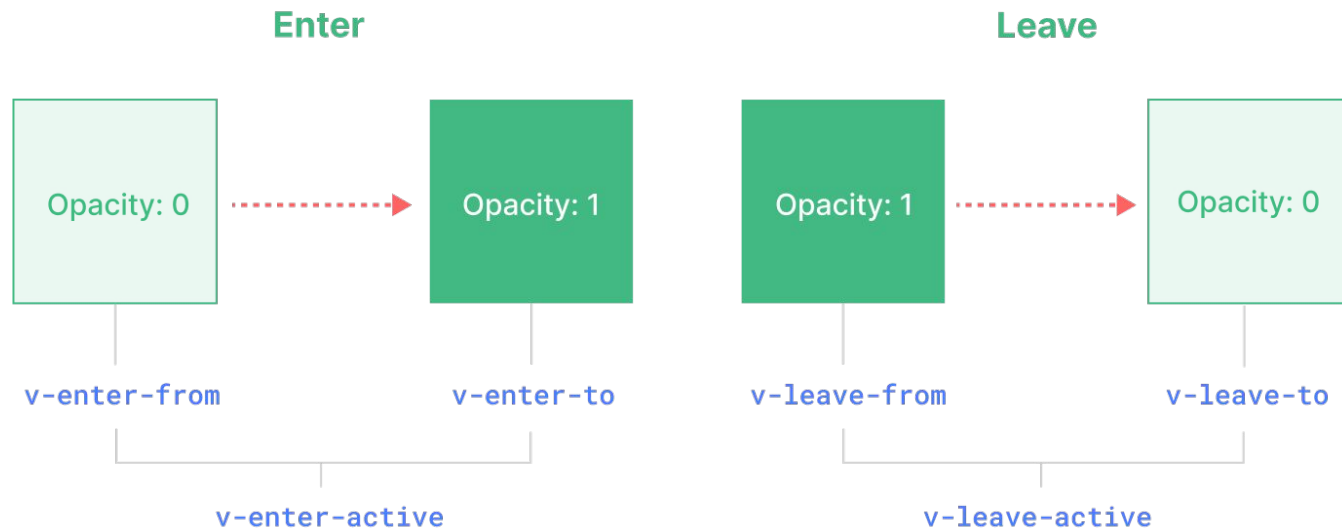 Enter
Opacity: 0
Opacity: 1
v-enter-from
v-enter-to
v-enter-active
Leave
Opacity: 1
Opacity: 0
v-leave-from
v-leave-to
v-leave-active